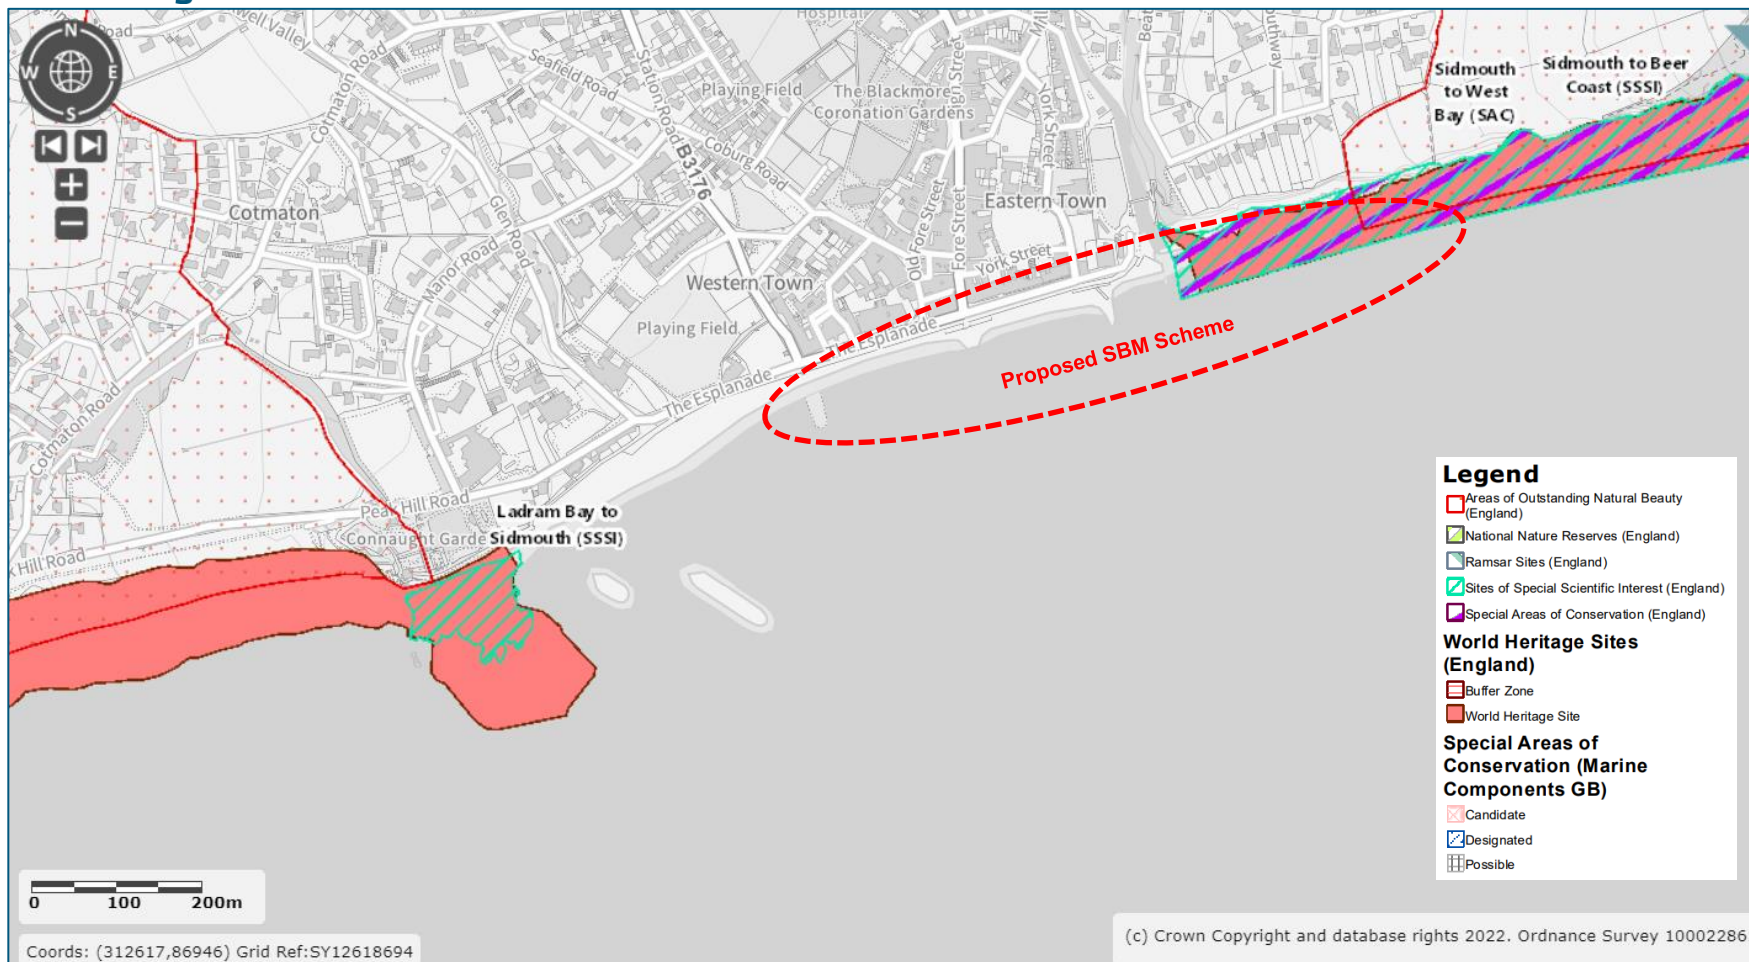 Hospital
N
W
E
S
Road
Cotmaton Road
Seafield Road
Station Road
B3176
Playing Field
The Blackmore
Coronation Gardens
Coburg Road
York Street
Southway
Sidmouth
to West
Bay (SAC)
Sidmouth to Beer
Coast (SSSI)
Cotmaton
Glen Road
Manor Road
Old Fore Street
Fore Street
Eastern Town
York Street
Western Town
Playing Field
The Esplanade
The Esplanade
Proposed SBM Scheme
Cotmaton Road
Peak Hill Road
Hill Road
Connaught Garde
Ladram Bay to
Sidmouth (SSSI)
Legend
Areas of Outstanding Natural Beauty
(England)
National Nature Reserves (England)
Ramsar Sites (England)
Sites of Special Scientific Interest (England)
Special Areas of Conservation (England)
World Heritage Sites
(England)
Buffer Zone
World Heritage Site
Special Areas of
Conservation (Marine
Components GB)
Candidate
Designated
Possible
0 100 200m
Coords: (312617,86946) Grid Ref:SY12618694
(c) Crown Copyright and database rights 2022. Ordnance Survey 10002286